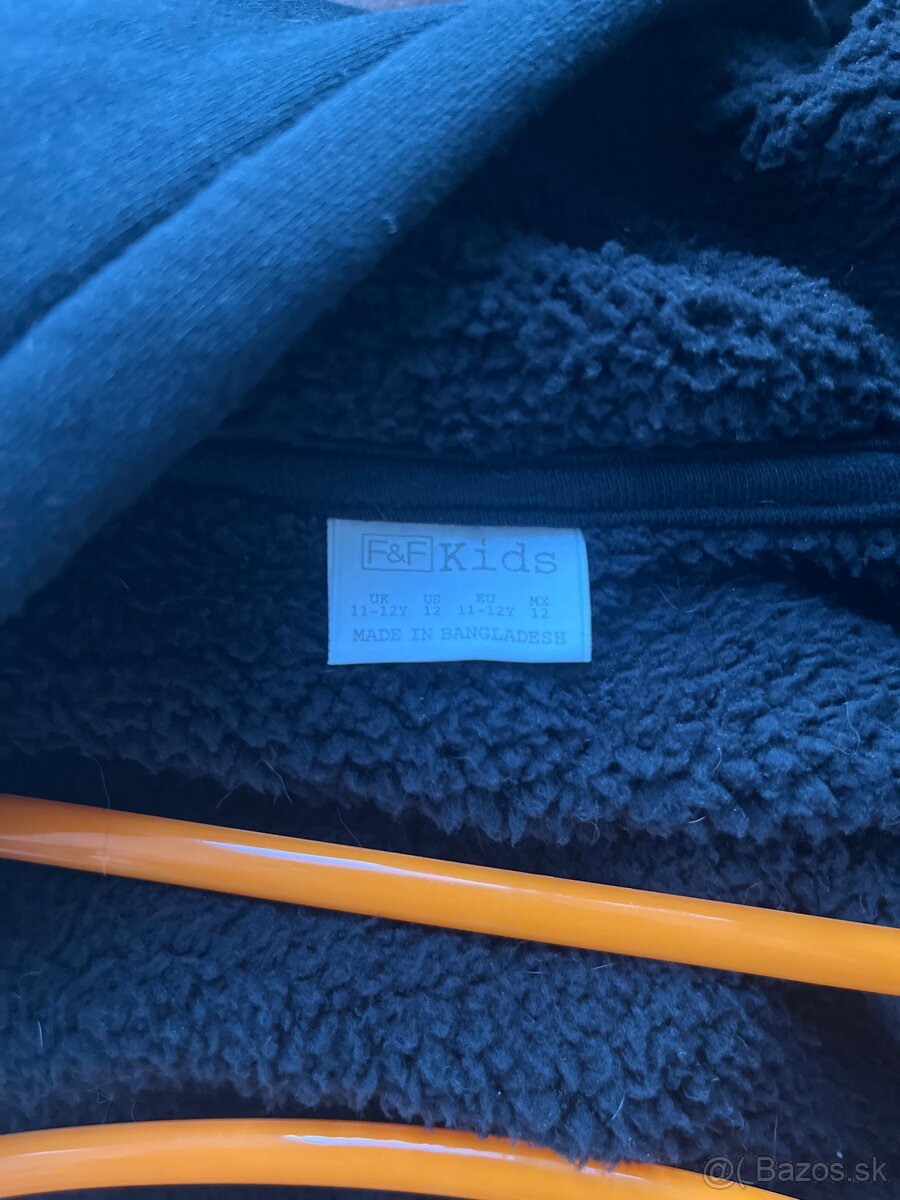 F&F Kids
UK US EU MX
11-12Y 12 11-12Y 12
MADE IN BANGLADESH
@( Bazos.sk